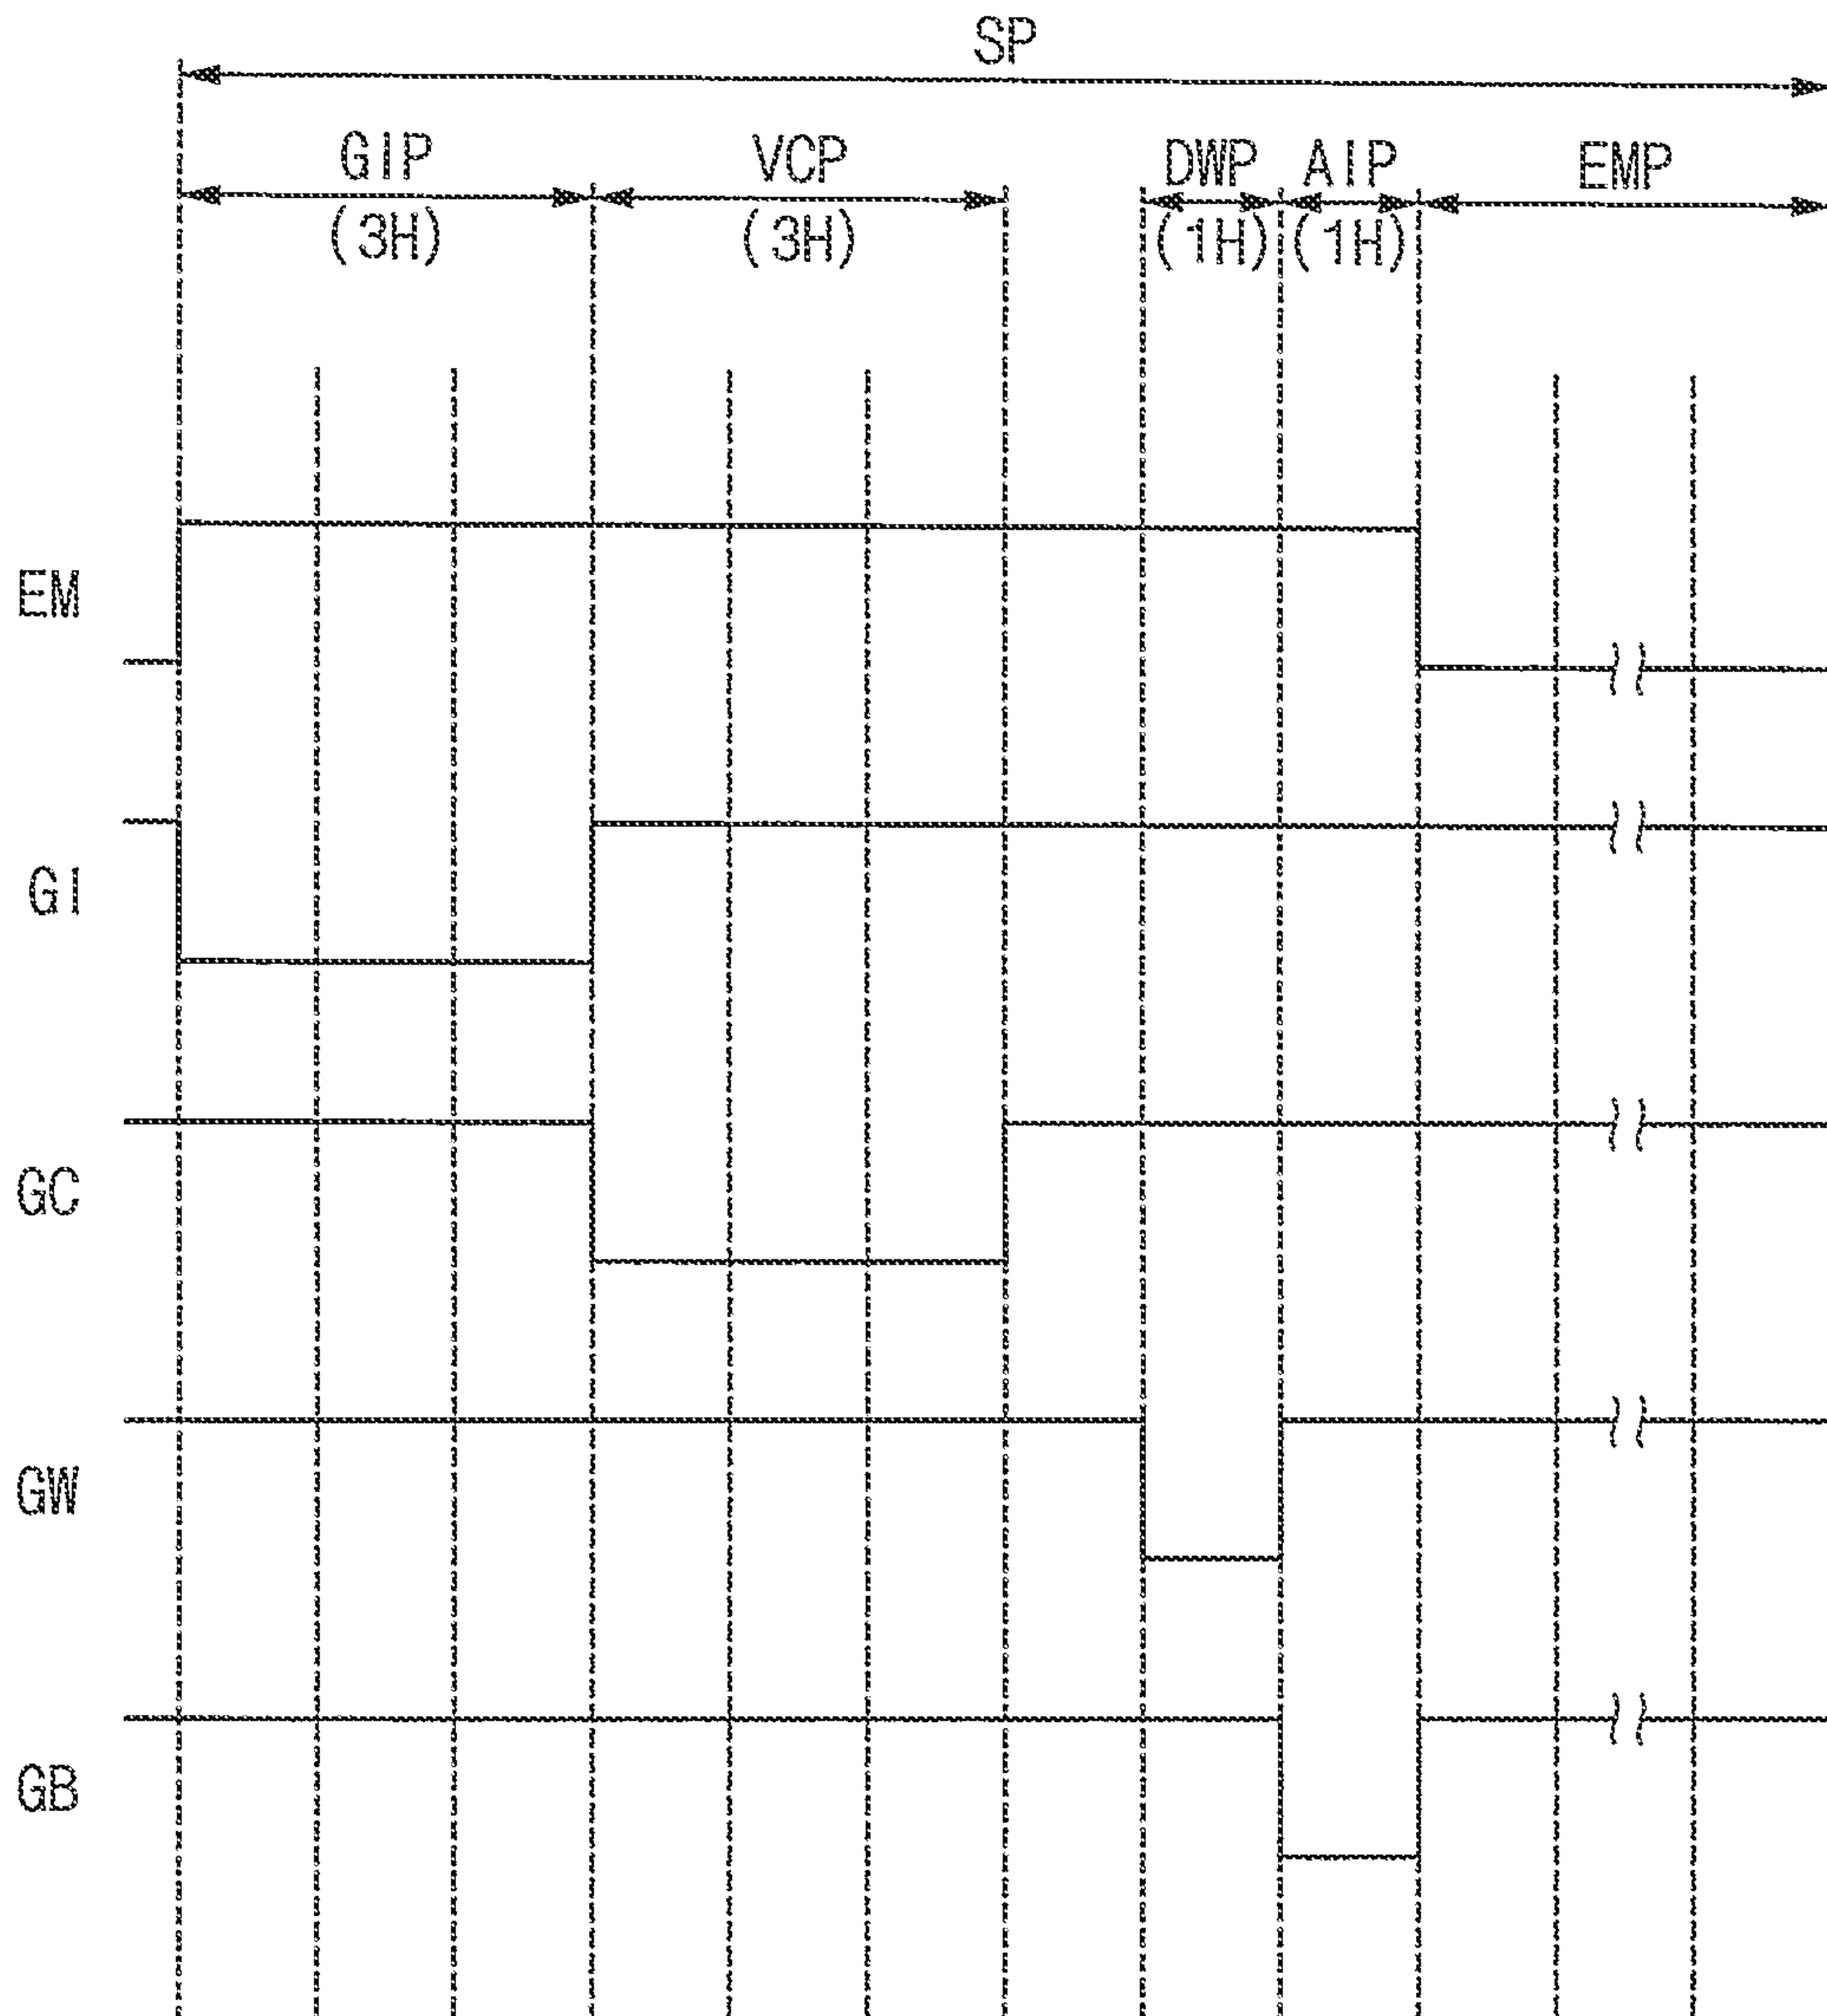 SP
GIP VCP DWP AIP EMP
(3H) (3H) (1H) (1H)
EM
GI
GC
GW
GB